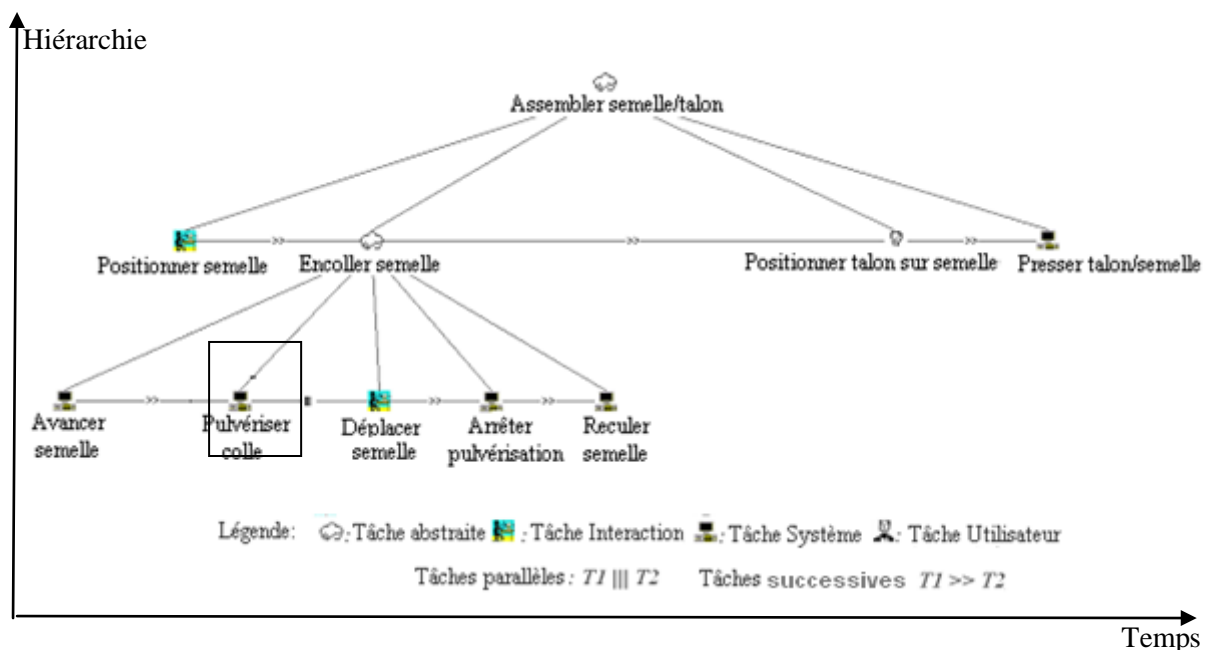 Hiérarchie
Assembler semelle/talon
>> >> >>
Positionner semelle Encoller semelle Positionner talon sur semelle Presser talon/semelle
>> ||| >> >>
Avancer semelle
Pulvériser colle
Déplacer semelle
Arrêter pulvérisation
Reculer semelle
Légende: : Tâche abstraite : Tâche Interaction : Tâche Système : Tâche Utilisateur
Tâches parallèles : T1 ||| T2 Tâches successives T1 >> T2
Temps